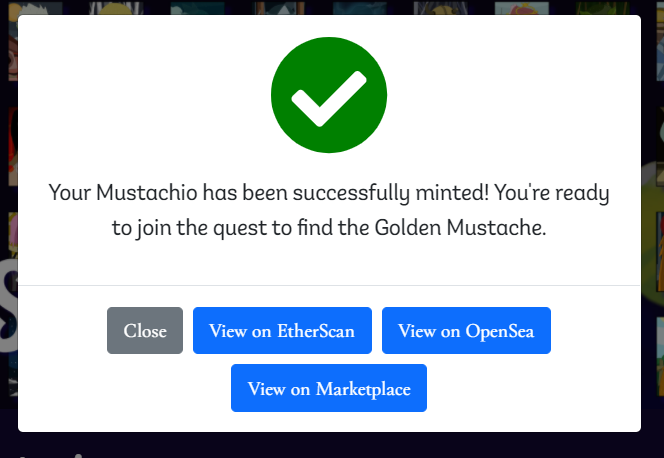 Your Mustachio has been successfully minted! You're ready
to join the quest to find the Golden Mustache.
Close
View on EtherScan
View on OpenSea
View on Marketplace